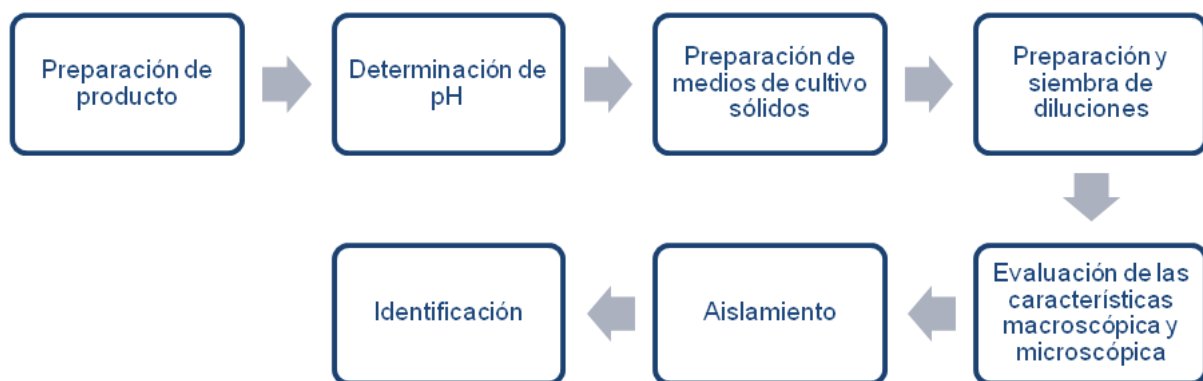 Preparación de
producto
Determinación de
pH
Preparación de
medios de cultivo
sólidos
Preparación y
siembra de
diluciones
Evaluación de las
características
macroscópica y
microscópica
Aislamiento
Identificación